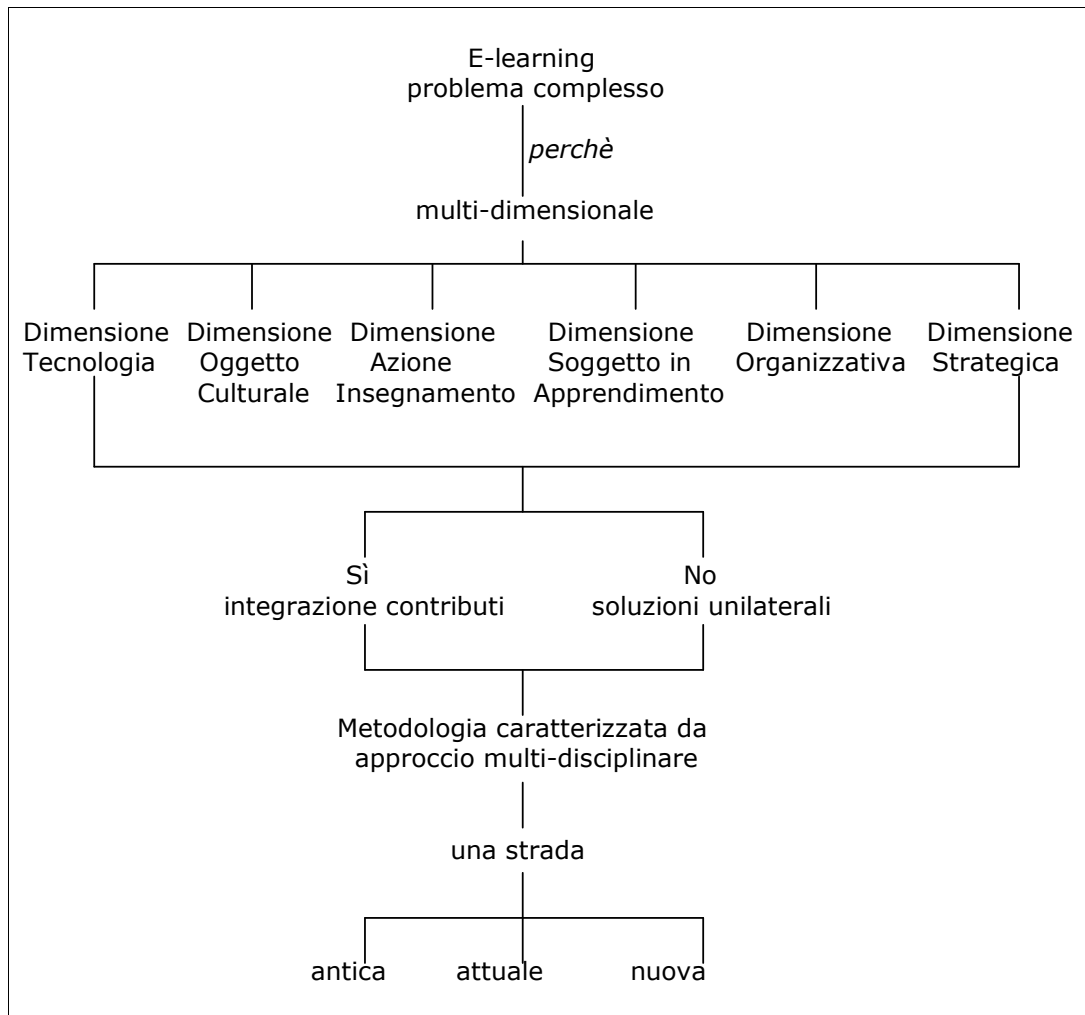 E-learning
problema complesso
perchè
multi-dimensionale
Dimensione
Tecnologia
Dimensione
Oggetto
Culturale
Dimensione
Azione
Insegnamento
Dimensione
Soggetto in
Apprendimento
Dimensione
Organizzativa
Dimensione
Strategica
Sì
integrazione contributi
No
soluzioni unilaterali
Metodologia caratterizzata da
approccio multi-disciplinare
una strada
antica
attuale
nuova